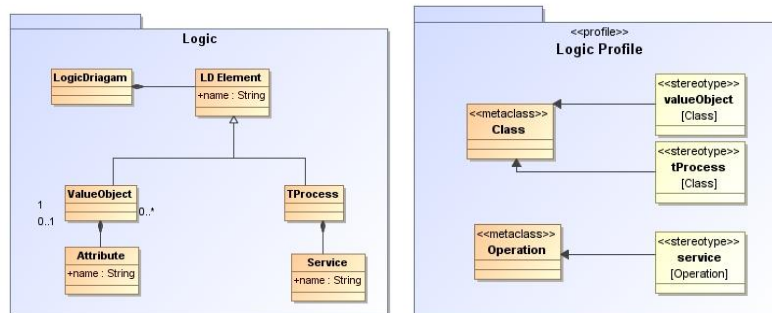 Logic
LogicDriagam
LD Element
+name : String
ValueObject
TProcess
1
0..1
0..*
Attribute
+name : String
Service
+name : String
<<profile>>
Logic Profile
<<metaclass>>
Class
<<stereotype>>
valueObject
[Class]
<<stereotype>>
tProcess
[Class]
<<metaclass>>
Operation
<<stereotype>>
service
[Operation]